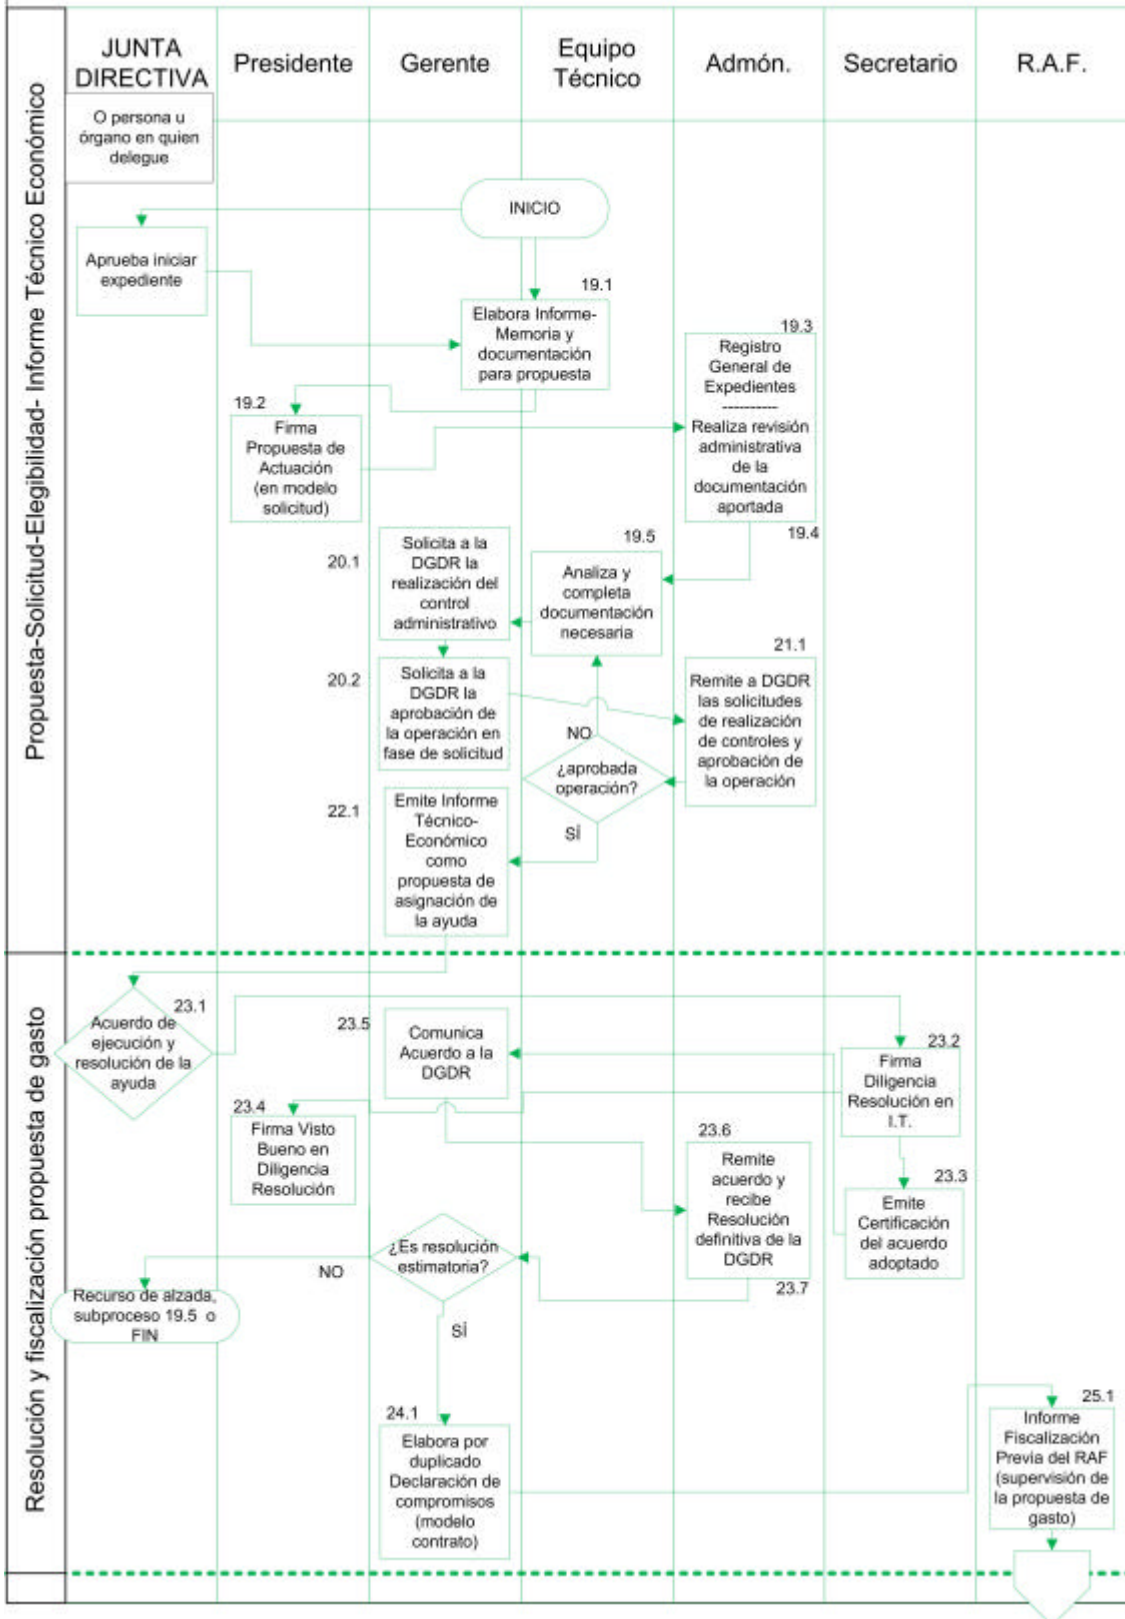 JUNTA
DIRECTIVA
Presidente
Gerente
Equipo
Técnico
Admón.
Secretario
R.A.F.
Propuesta-Solicitud-Elegibilidad- Informe Técnico Económico
O persona u
órgano en quien
delegue
INICIO
Aprueba iniciar
expediente
19.1
Elabora Informe-
Memoria y
documentación
para propuesta
19.3
Registro
General de
Expedientes
----------
Realiza revisión
administrativa
de la
documentación
aportada
19.4
19.2
Firma
Propuesta de
Actuación
(en modelo
solicitud)
19.5
Analiza y
completa
documentación
necesaria
20.1
Solicita a la
DGDR la
realización del
control
administrativo
20.2
Solicita a la
DGDR la
aprobación de
la operación en
fase de solicitud
21.1
Remite a DGDR
las solicitudes
de realización
de controles y
aprobación de
la operación
NO
¿aprobada
operación?
SÍ
22.1
Emite Informe
Técnico-
Económico
como
propuesta de
asignación de
la ayuda
Resolución y fiscalización propuesta de gasto
23.1
Acuerdo de
ejecución y
resolución de la
ayuda
23.5
Comunica
Acuerdo a la
DGDR
23.2
Firma
Diligencia
Resolución en
I.T.
23.4
Firma Visto
Bueno en
Diligencia
Resolución
23.6
Remite
acuerdo y
recibe
Resolución
definitiva de la
DGDR
23.7
23.3
Emite
Certificación
del acuerdo
adoptado
¿Es resolución
estimatoria?
NO
SÍ
Recurso de alzada,
subproceso 19.5 o
FIN
24.1
Elabora por
duplicado
Declaración de
compromisos
(modelo
contrato)
25.1
Informe
Fiscalización
Previa del RAF
(supervisión de
la propuesta de
gasto)